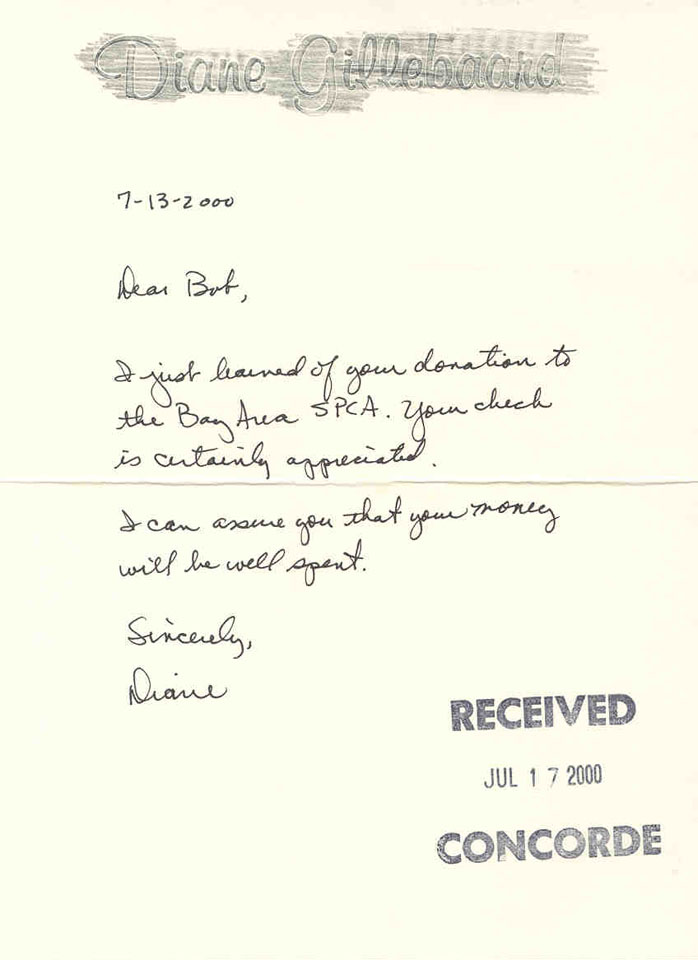 Diane Gillebaard
7-13-2000
Dear Bob,
I just learned of your donation to
the Bay Area SPCA. Your check
is certainly appreciated.
I can assure you that your money
will be well spent.
Sincerely,
Diane
RECEIVED
JUL 17 2000
CONCORDE